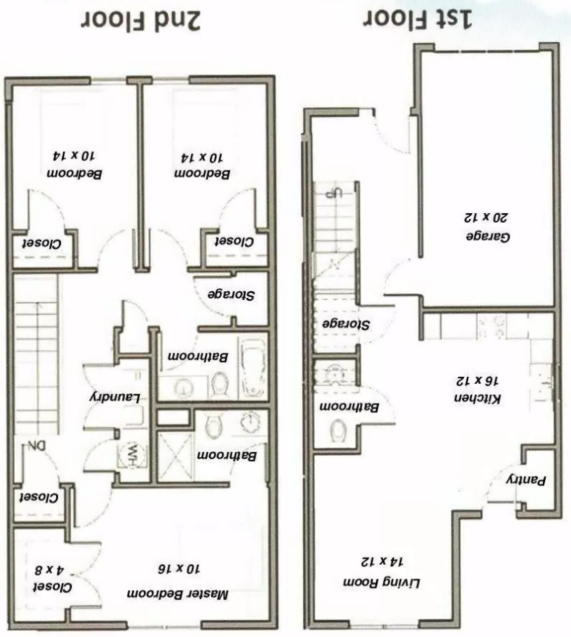 Living Room
14 x 12
Pantry
Kitchen
16 x 12
Bathroom
Storage
UP
Garage
20 x 12
1st Floor
Master Bedroom
10 x 16
Closet
4 x 8
Closet
Bathroom
WH
DN
Laundry
Bathroom
Storage
Closet
Closet
Bedroom
10 x 14
Bedroom
10 x 14
2nd Floor